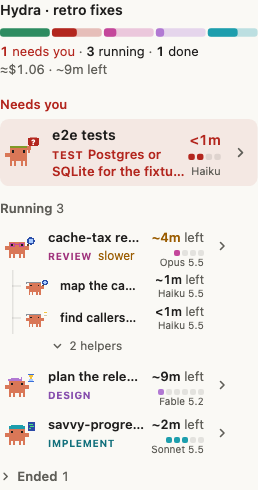 Hydra · retro fixes
1 needs you · 3 running · 1 done
≈$1.06 · ~9m left
Needs you
e2e tests
<1m
TEST Postgres or
SQLite for the fixtu...
Haiku
Running 3
cache-tax re...
~4m left
REVIEW slower
Opus 5.5
map the ca...
~1m left
Haiku 5.5
find callers...
<1m left
Haiku 5.5
2 helpers
plan the rele...
~9m left
DESIGN
Fable 5.2
savvy-progre...
~2m left
IMPLEMENT
Sonnet 5.5
Ended 1